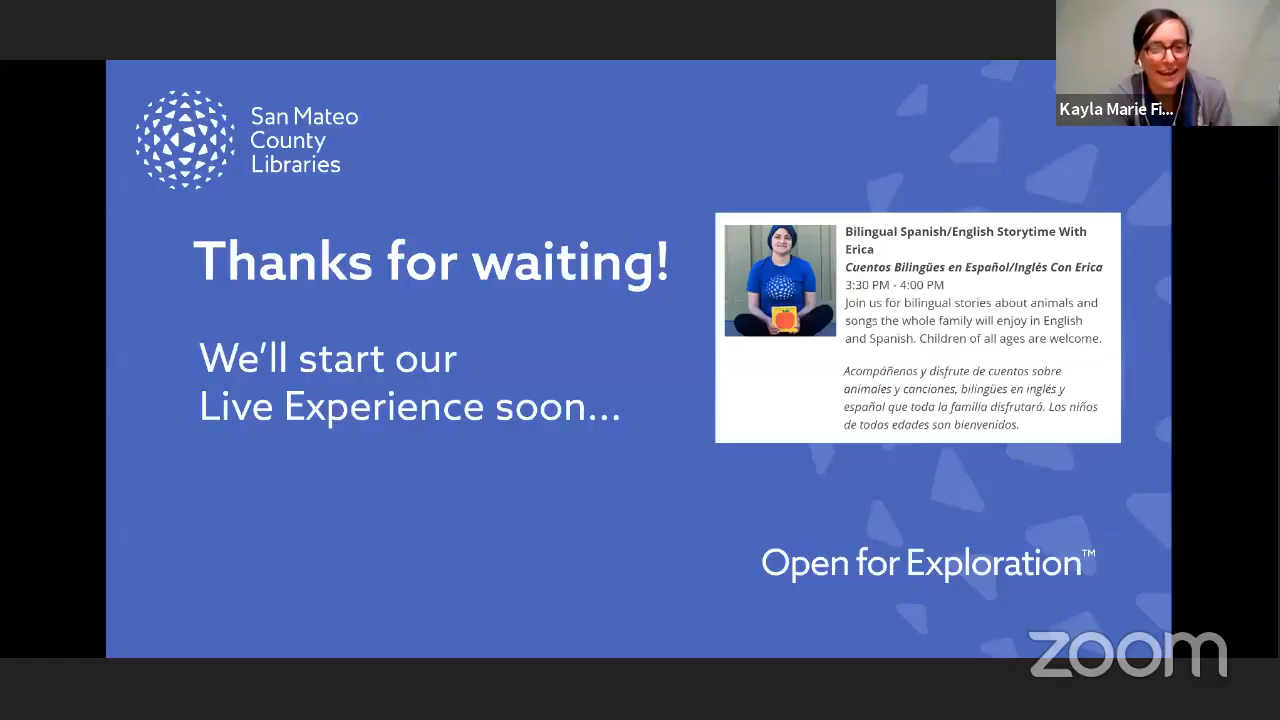 Kayla Marie Fi...
San Mateo
County
Libraries
Thanks for waiting!
We'll start our
Live Experience soon...
Bilingual Spanish/English Storytime With
Erica
Cuentos Bilingües en Español/Inglés Con Erica
3:30 PM - 4:00 PM
Join us for bilingual stories about animals and
songs the whole family will enjoy in English
and Spanish. Children of all ages are welcome.
Acompáñenos y disfrute de cuentos sobre
animales y canciones, bilingües en inglés y
español que toda la familia disfrutará. Los niños
de todas edades son bienvenidos.
Open for Exploration™
zoom